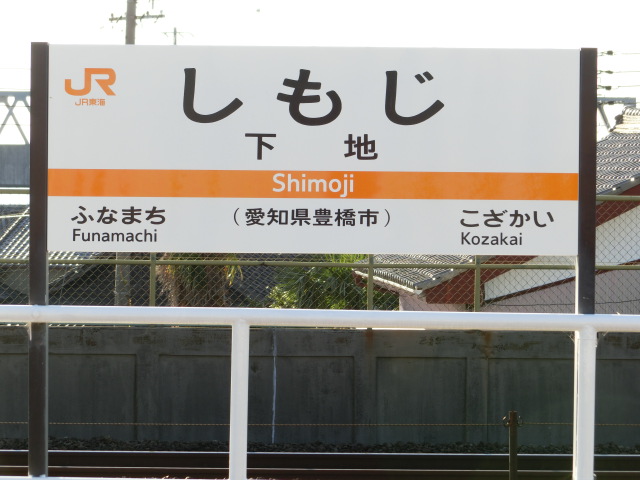 JR
JR東海
しもじ
下地
Shimoji
ふなまち
Funamachi
（愛知県豊橋市）
こざかい
Kozakai